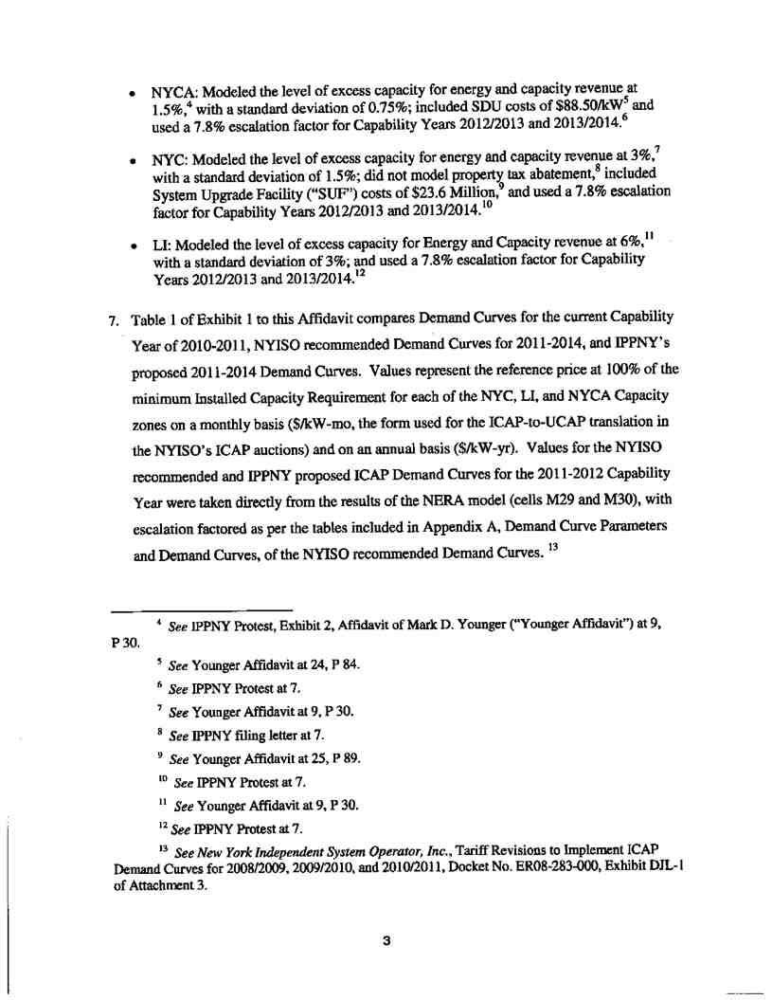 • NYCA: Modeled the level of excess capacity for energy and capacity revenue at
1.5%,4 with a standard deviation of 0.75%; included SDU costs of $88.50/kW5 and
used a 7.8% escalation factor for Capability Years 2012/2013 and 2013/2014.6
• NYC: Modeled the level of excess capacity for energy and capacity revenue at 3%,7
with a standard deviation of 1.5%; did not model property tax abatement,8 included
System Upgrade Facility ("SUF") costs of $23.6 Million,9 and used a 7.8% escalation
factor for Capability Years 2012/2013 and 2013/2014.10
• LI: Modeled the level of excess capacity for Energy and Capacity revenue at 6%,11
with a standard deviation of 3%; and used a 7.8% escalation factor for Capability
Years 2012/2013 and 2013/2014.12
7. Table 1 of Exhibit 1 to this Affidavit compares Demand Curves for the current Capability
Year of 2010-2011, NYISO recommended Demand Curves for 2011-2014, and IPPNY's
proposed 2011-2014 Demand Curves. Values represent the reference price at 100% of the
minimum Installed Capacity Requirement for each of the NYC, LI, and NYCA Capacity
zones on a monthly basis ($/kW-mo, the form used for the ICAP-to-UCAP translation in
the NYISO's ICAP auctions) and on an annual basis ($/kW-yr). Values for the NYISO
recommended and IPPNY proposed ICAP Demand Curves for the 2011-2012 Capability
Year were taken directly from the results of the NERA model (cells M29 and M30), with
escalation factored as per the tables included in Appendix A, Demand Curve Parameters
and Demand Curves, of the NYISO recommended Demand Curves. 13
4 See IPPNY Protest, Exhibit 2, Affidavit of Mark D. Younger ("Younger Affidavit") at 9,
P 30.
5 See Younger Affidavit at 24, P 84.
6 See IPPNY Protest at 7.
7 See Younger Affidavit at 9, P 30.
8 See IPPNY filing letter at 7.
9 See Younger Affidavit at 25, P 89.
10 See IPPNY Protest at 7.
11 See Younger Affidavit at 9, P 30.
12 See IPPNY Protest at 7.
13 See New York Independent System Operator, Inc., Tariff Revisions to Implement ICAP
Demand Curves for 2008/2009, 2009/2010, and 2010/2011, Docket No. ER08-283-000, Exhibit DJL-1
of Attachment 3.
3